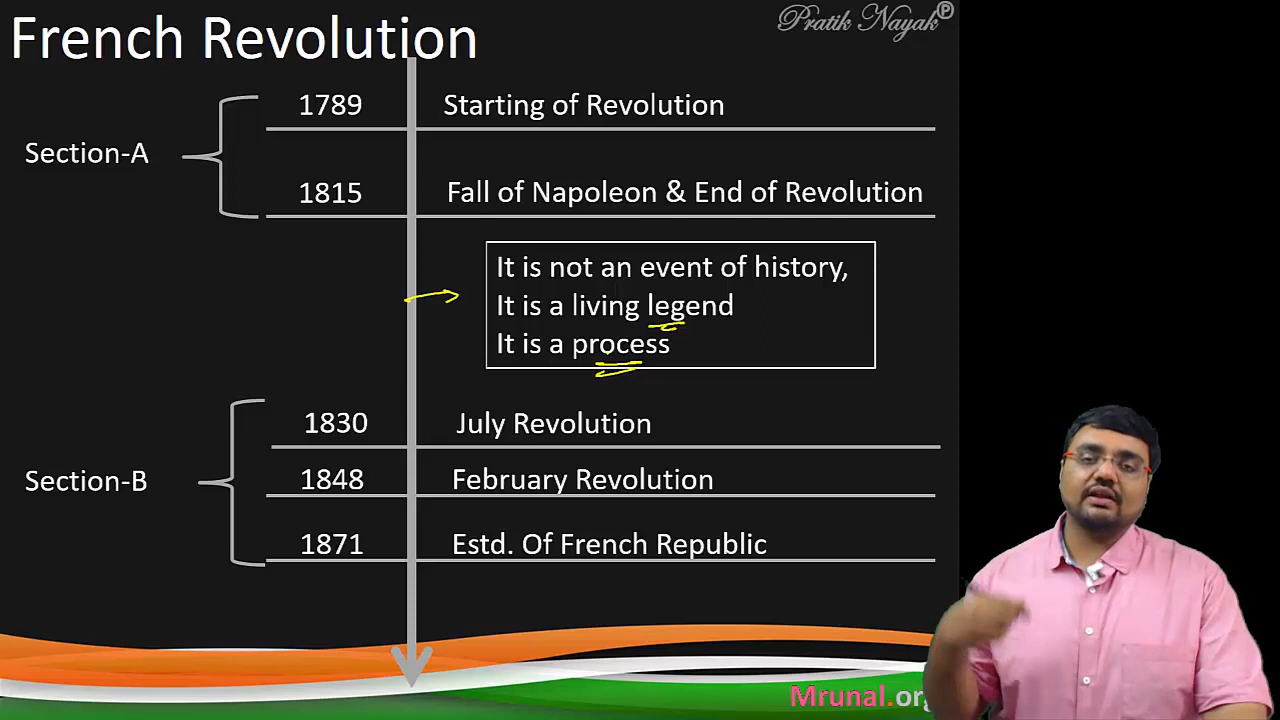 French Revolution
Pratik Nayak ℗
1789 Starting of Revolution
Section-A
1815 Fall of Napoleon & End of Revolution
It is not an event of history,
It is a living legend
It is a process
1830 July Revolution
Section-B
1848 February Revolution
1871 Estd. Of French Republic
Mrunal.org